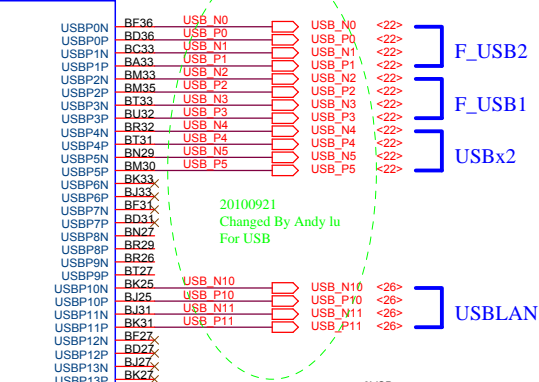 USBP0N BF36 USB_N0 USB_N0 <22>
USBP0P BD36 USB_P0 USB_P0 <22>
USBP1N BC33 USB_N1 USB_N1 <22>
USBP1P BA33 USB_P1 USB_P1 <22>
F_USB2
USBP2N BM33 USB_N2 USB_N2 <22>
USBP2P BM35 USB_P2 USB_P2 <22>
USBP3N BT33 USB_N3 USB_N3 <22>
USBP3P BU32 USB_P3 USB_P3 <22>
F_USB1
USBP4N BR32 USB_N4 USB_N4 <22>
USBP4P BT31 USB_P4 USB_P4 <22>
USBP5N BN29 USB_N5 USB_N5 <22>
USBP5P BM30 USB_P5 USB_P5 <22>
USBx2
USBP6N BK33
USBP6P BJ33
USBP7N BF31
USBP7P BD31
USBP8N BN27
USBP8P BR29
USBP9N BR26
USBP9P BT27
20100921
Changed By Andy lu
For USB
USBP10N BK25 USB_N10 USB_N10 <26>
USBP10P BJ25 USB_P10 USB_P10 <26>
USBP11N BJ31 USB_N11 USB_N11 <26>
USBP11P BK31 USB_P11 USB_P11 <26>
USBLAN
USBP12N BF27
USBP12P BD27
USBP13N BJ27
USBP13P BK27